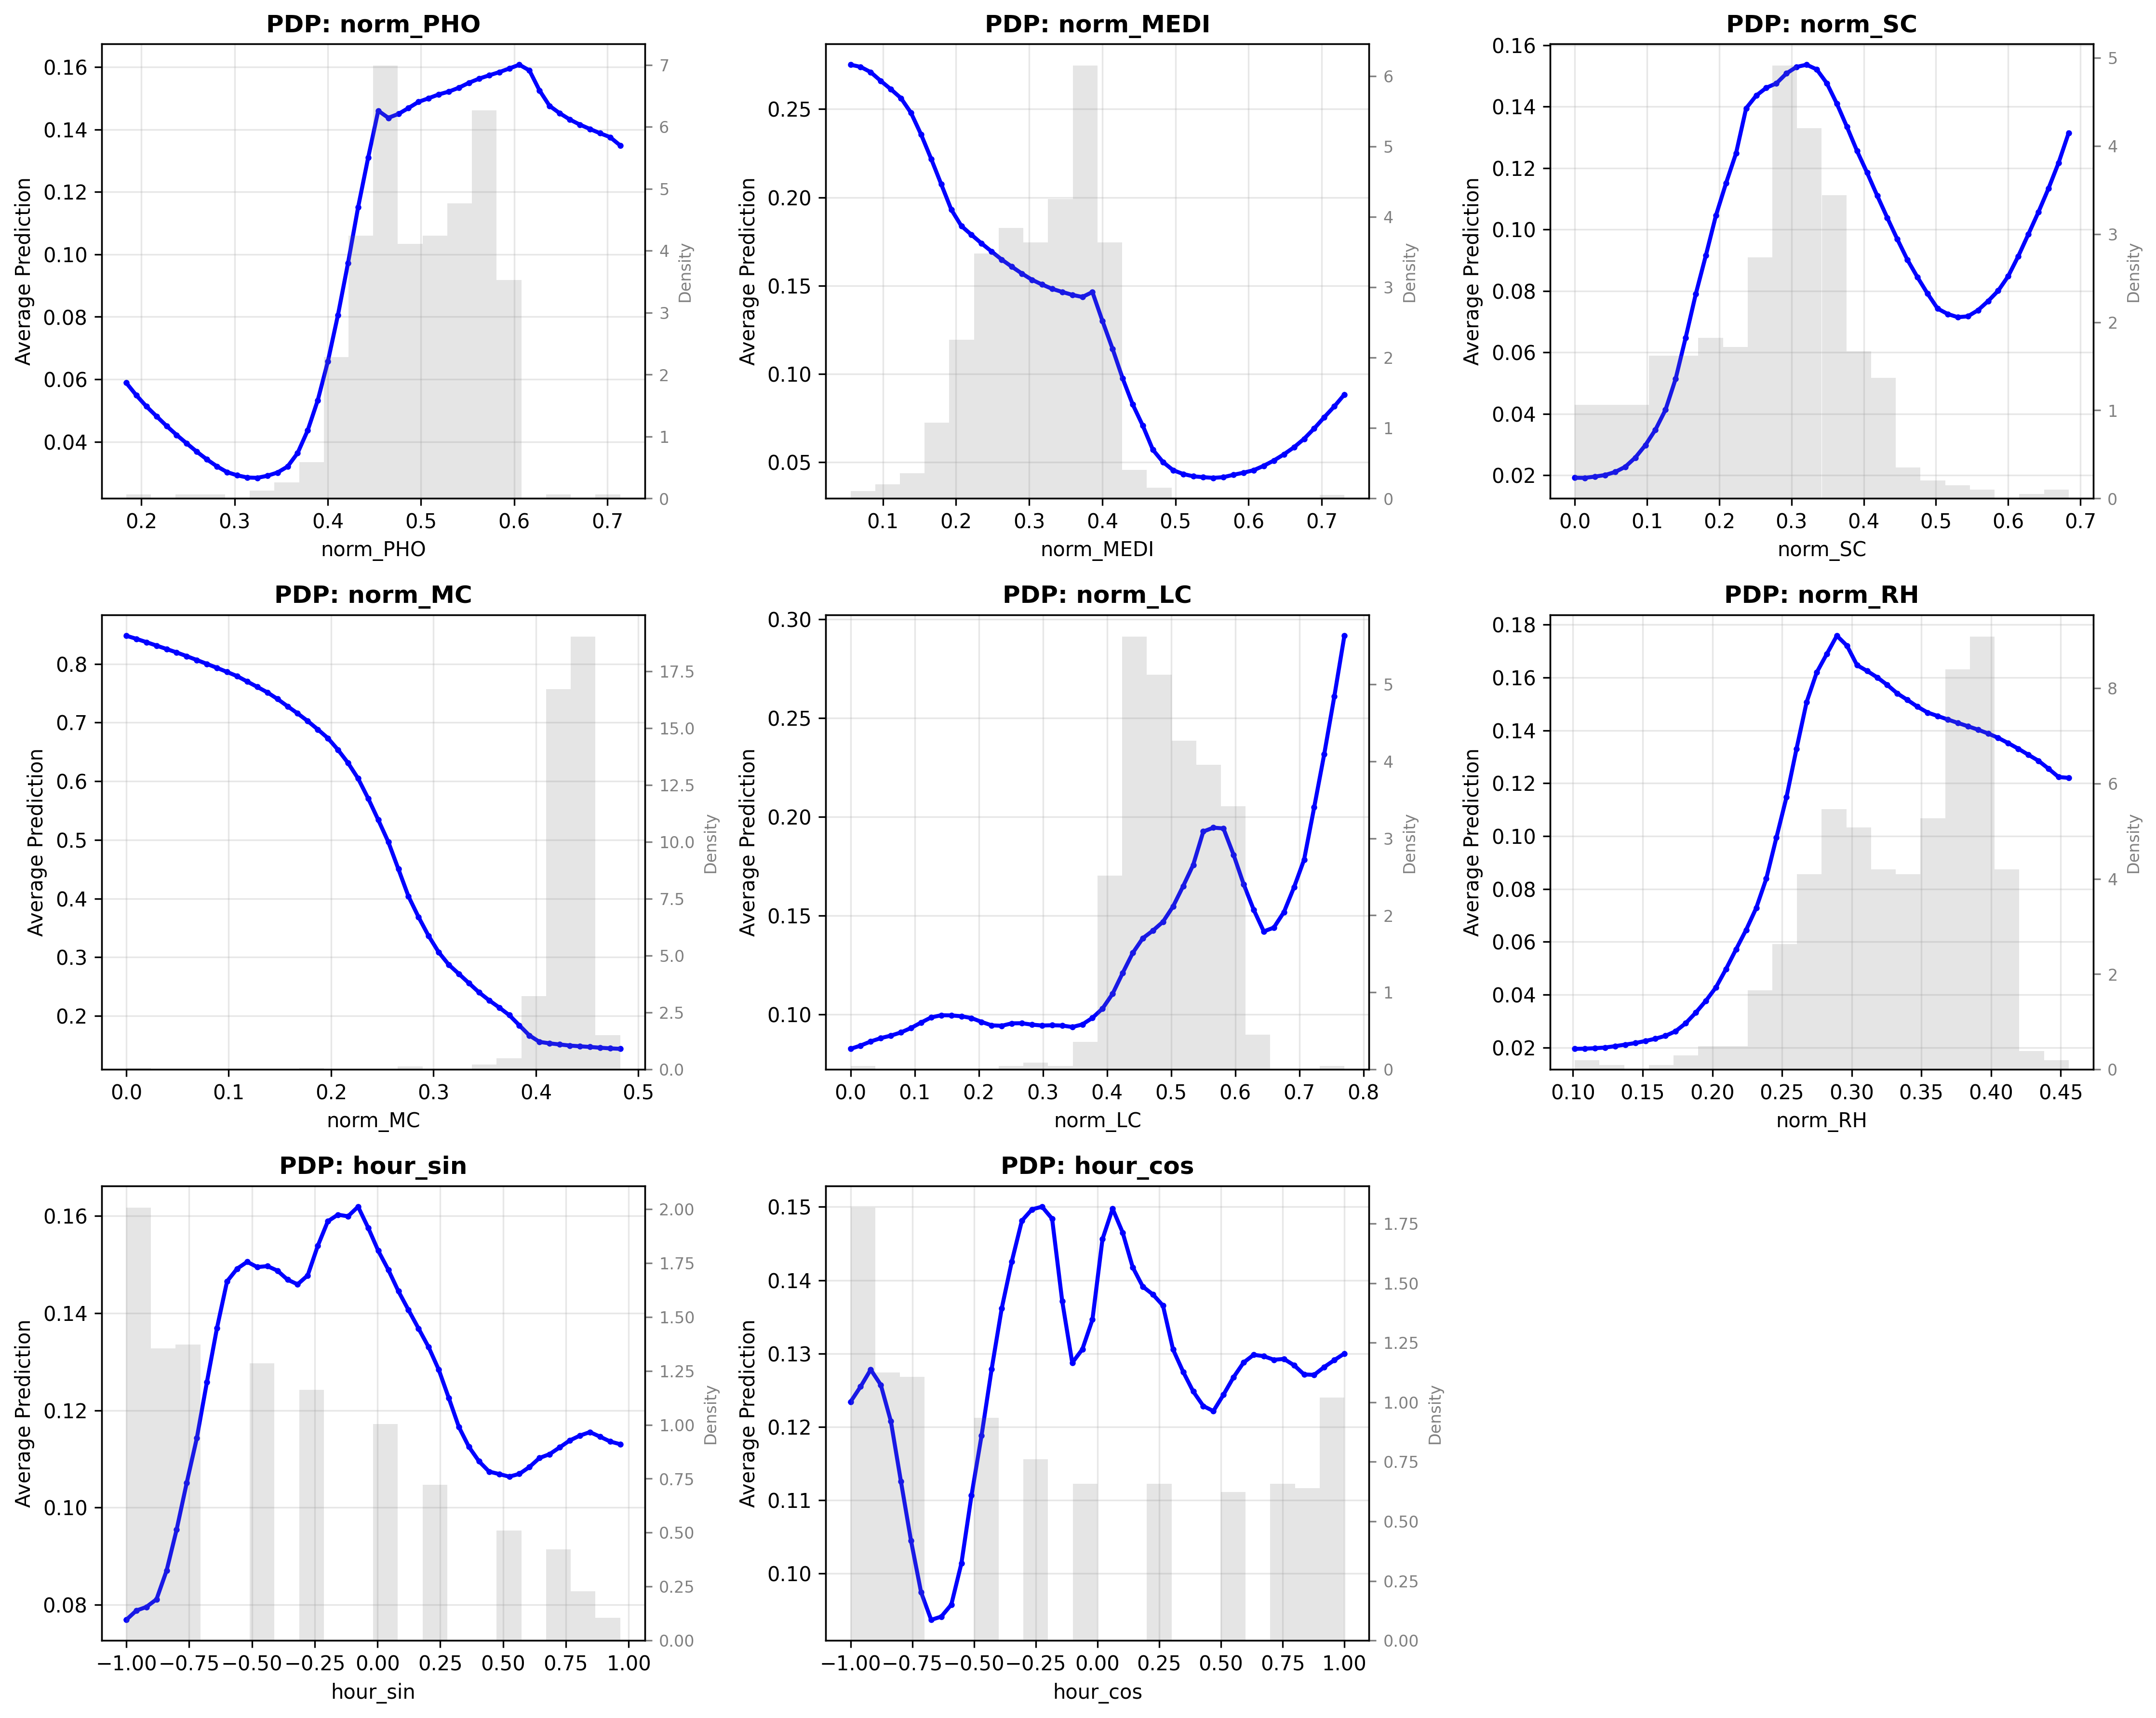 PDP: norm_PHO
0.16
0.14
0.12
0.10
0.08
0.06
0.04
Average Prediction
7
6
5
4
3
2
1
0
Density
0.2 0.3 0.4 0.5 0.6 0.7
norm_PHO
PDP: norm_MEDI
0.25
0.20
0.15
0.10
0.05
Average Prediction
6
5
4
3
2
1
0
Density
0.1 0.2 0.3 0.4 0.5 0.6 0.7
norm_MEDI
PDP: norm_SC
0.16
0.14
0.12
0.10
0.08
0.06
0.04
0.02
Average Prediction
5
4
3
2
1
0
Density
0.0 0.1 0.2 0.3 0.4 0.5 0.6 0.7
norm_SC
PDP: norm_MC
0.8
0.7
0.6
0.5
0.4
0.3
0.2
Average Prediction
17.5
15.0
12.5
10.0
7.5
5.0
2.5
0.0
Density
0.0 0.1 0.2 0.3 0.4 0.5
norm_MC
PDP: norm_LC
0.30
0.25
0.20
0.15
0.10
Average Prediction
5
4
3
2
1
0
Density
0.0 0.1 0.2 0.3 0.4 0.5 0.6 0.7 0.8
norm_LC
PDP: norm_RH
0.18
0.16
0.14
0.12
0.10
0.08
0.06
0.04
0.02
Average Prediction
8
6
4
2
0
Density
0.10 0.15 0.20 0.25 0.30 0.35 0.40 0.45
norm_RH
PDP: hour_sin
0.16
0.14
0.12
0.10
0.08
Average Prediction
2.00
1.75
1.50
1.25
1.00
0.75
0.50
0.25
0.00
Density
−1.00 −0.75 −0.50 −0.25 0.00 0.25 0.50 0.75 1.00
hour_sin
PDP: hour_cos
0.15
0.14
0.13
0.12
0.11
0.10
Average Prediction
1.75
1.50
1.25
1.00
0.75
0.50
0.25
0.00
Density
−1.00 −0.75 −0.50 −0.25 0.00 0.25 0.50 0.75 1.00
hour_cos